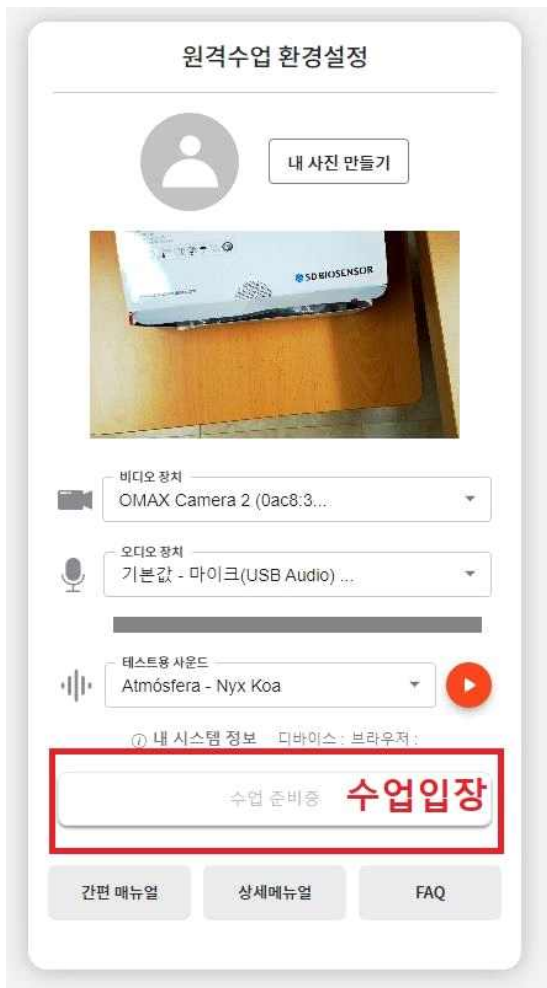 원격수업 환경설정
내 사진 만들기
SD BIOSENSOR
비디오 장치
OMAX Camera 2 (0ac8:3...
오디오 장치
기본값 - 마이크(USB Audio) ...
테스트용 사운드
Atmósfera - Nyx Koa
내 시스템 정보 디바이스 : 브라우저 :
수업 준비중 수업입장
간편 매뉴얼 상세메뉴얼 FAQ